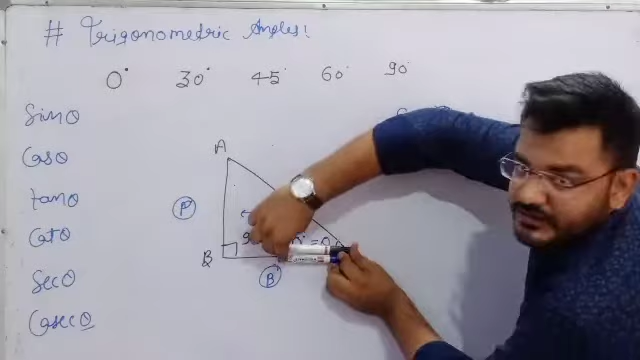 # Trigonometric Angles:
0° 30° 45° 60° 90°
Sinθ
Cosθ
tanθ
Cotθ
Secθ
Cosecθ
A
P
B
B